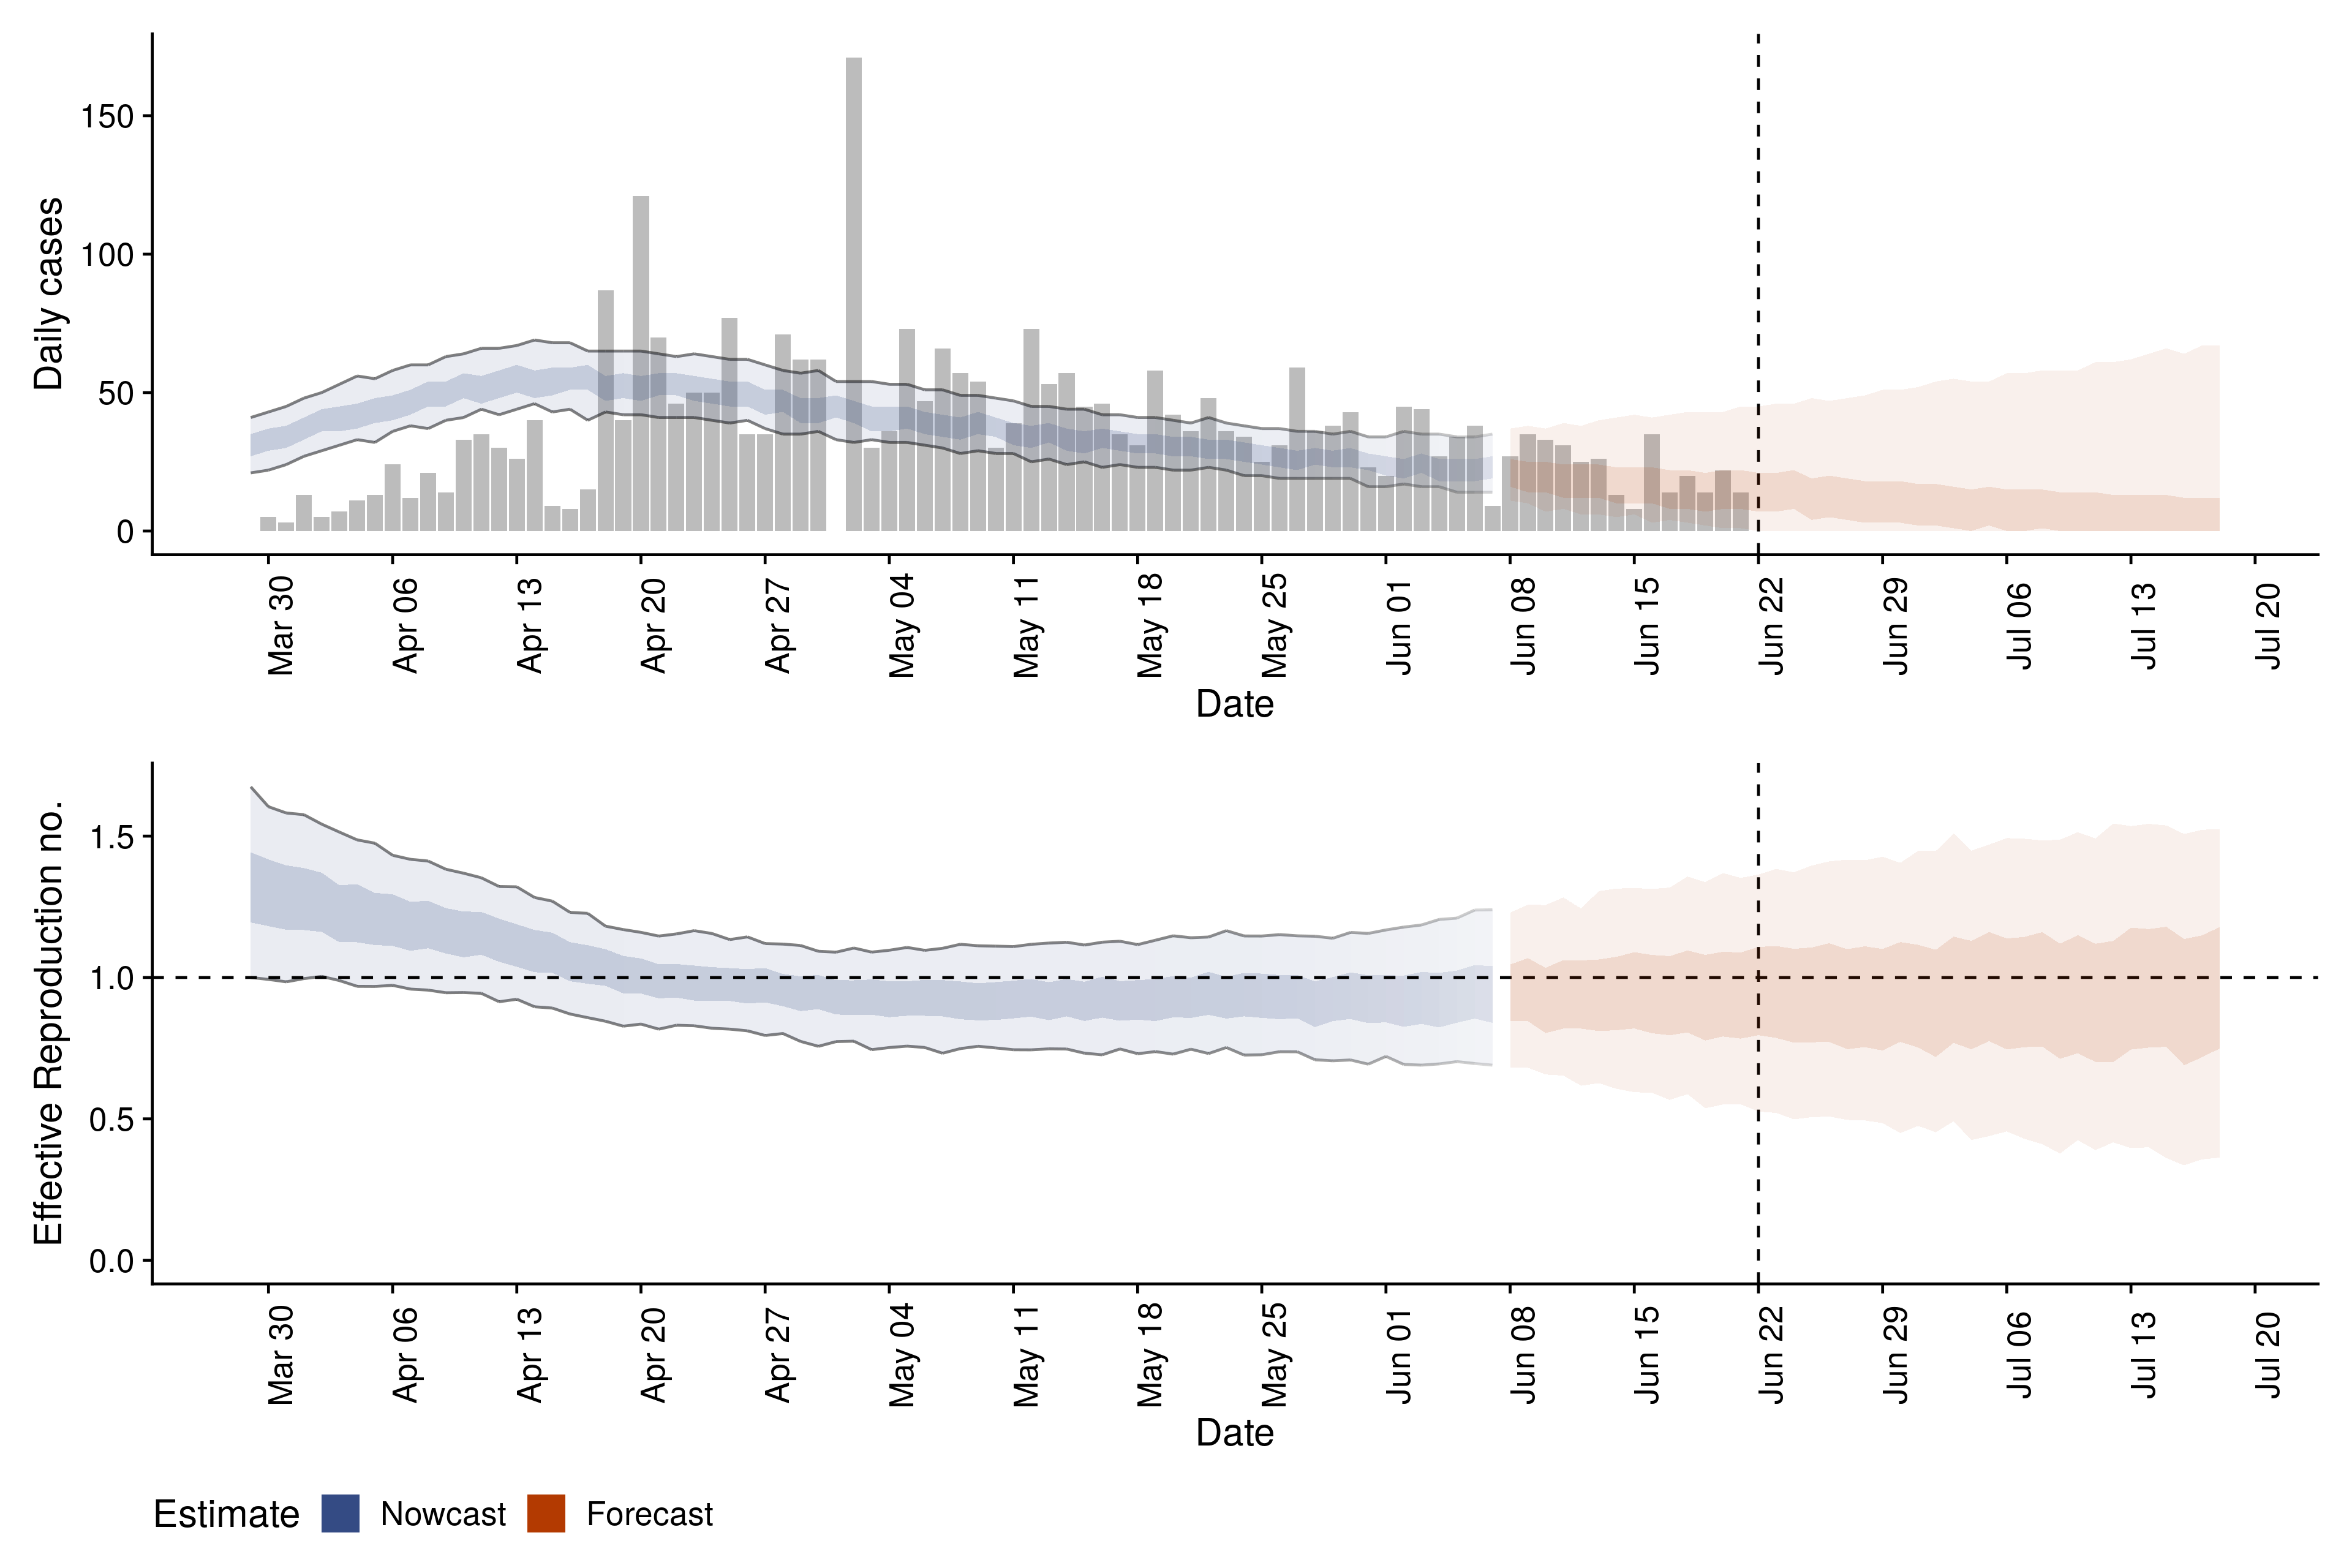 Daily cases
150
100
50
0
Mar 30
Apr 06
Apr 13
Apr 20
Apr 27
May 04
May 11
May 18
May 25
Jun 01
Jun 08
Jun 15
Jun 22
Jun 29
Jul 06
Jul 13
Jul 20
Date
Effective Reproduction no.
1.5
1.0
0.5
0.0
Mar 30
Apr 06
Apr 13
Apr 20
Apr 27
May 04
May 11
May 18
May 25
Jun 01
Jun 08
Jun 15
Jun 22
Jun 29
Jul 06
Jul 13
Jul 20
Date
Estimate Nowcast Forecast